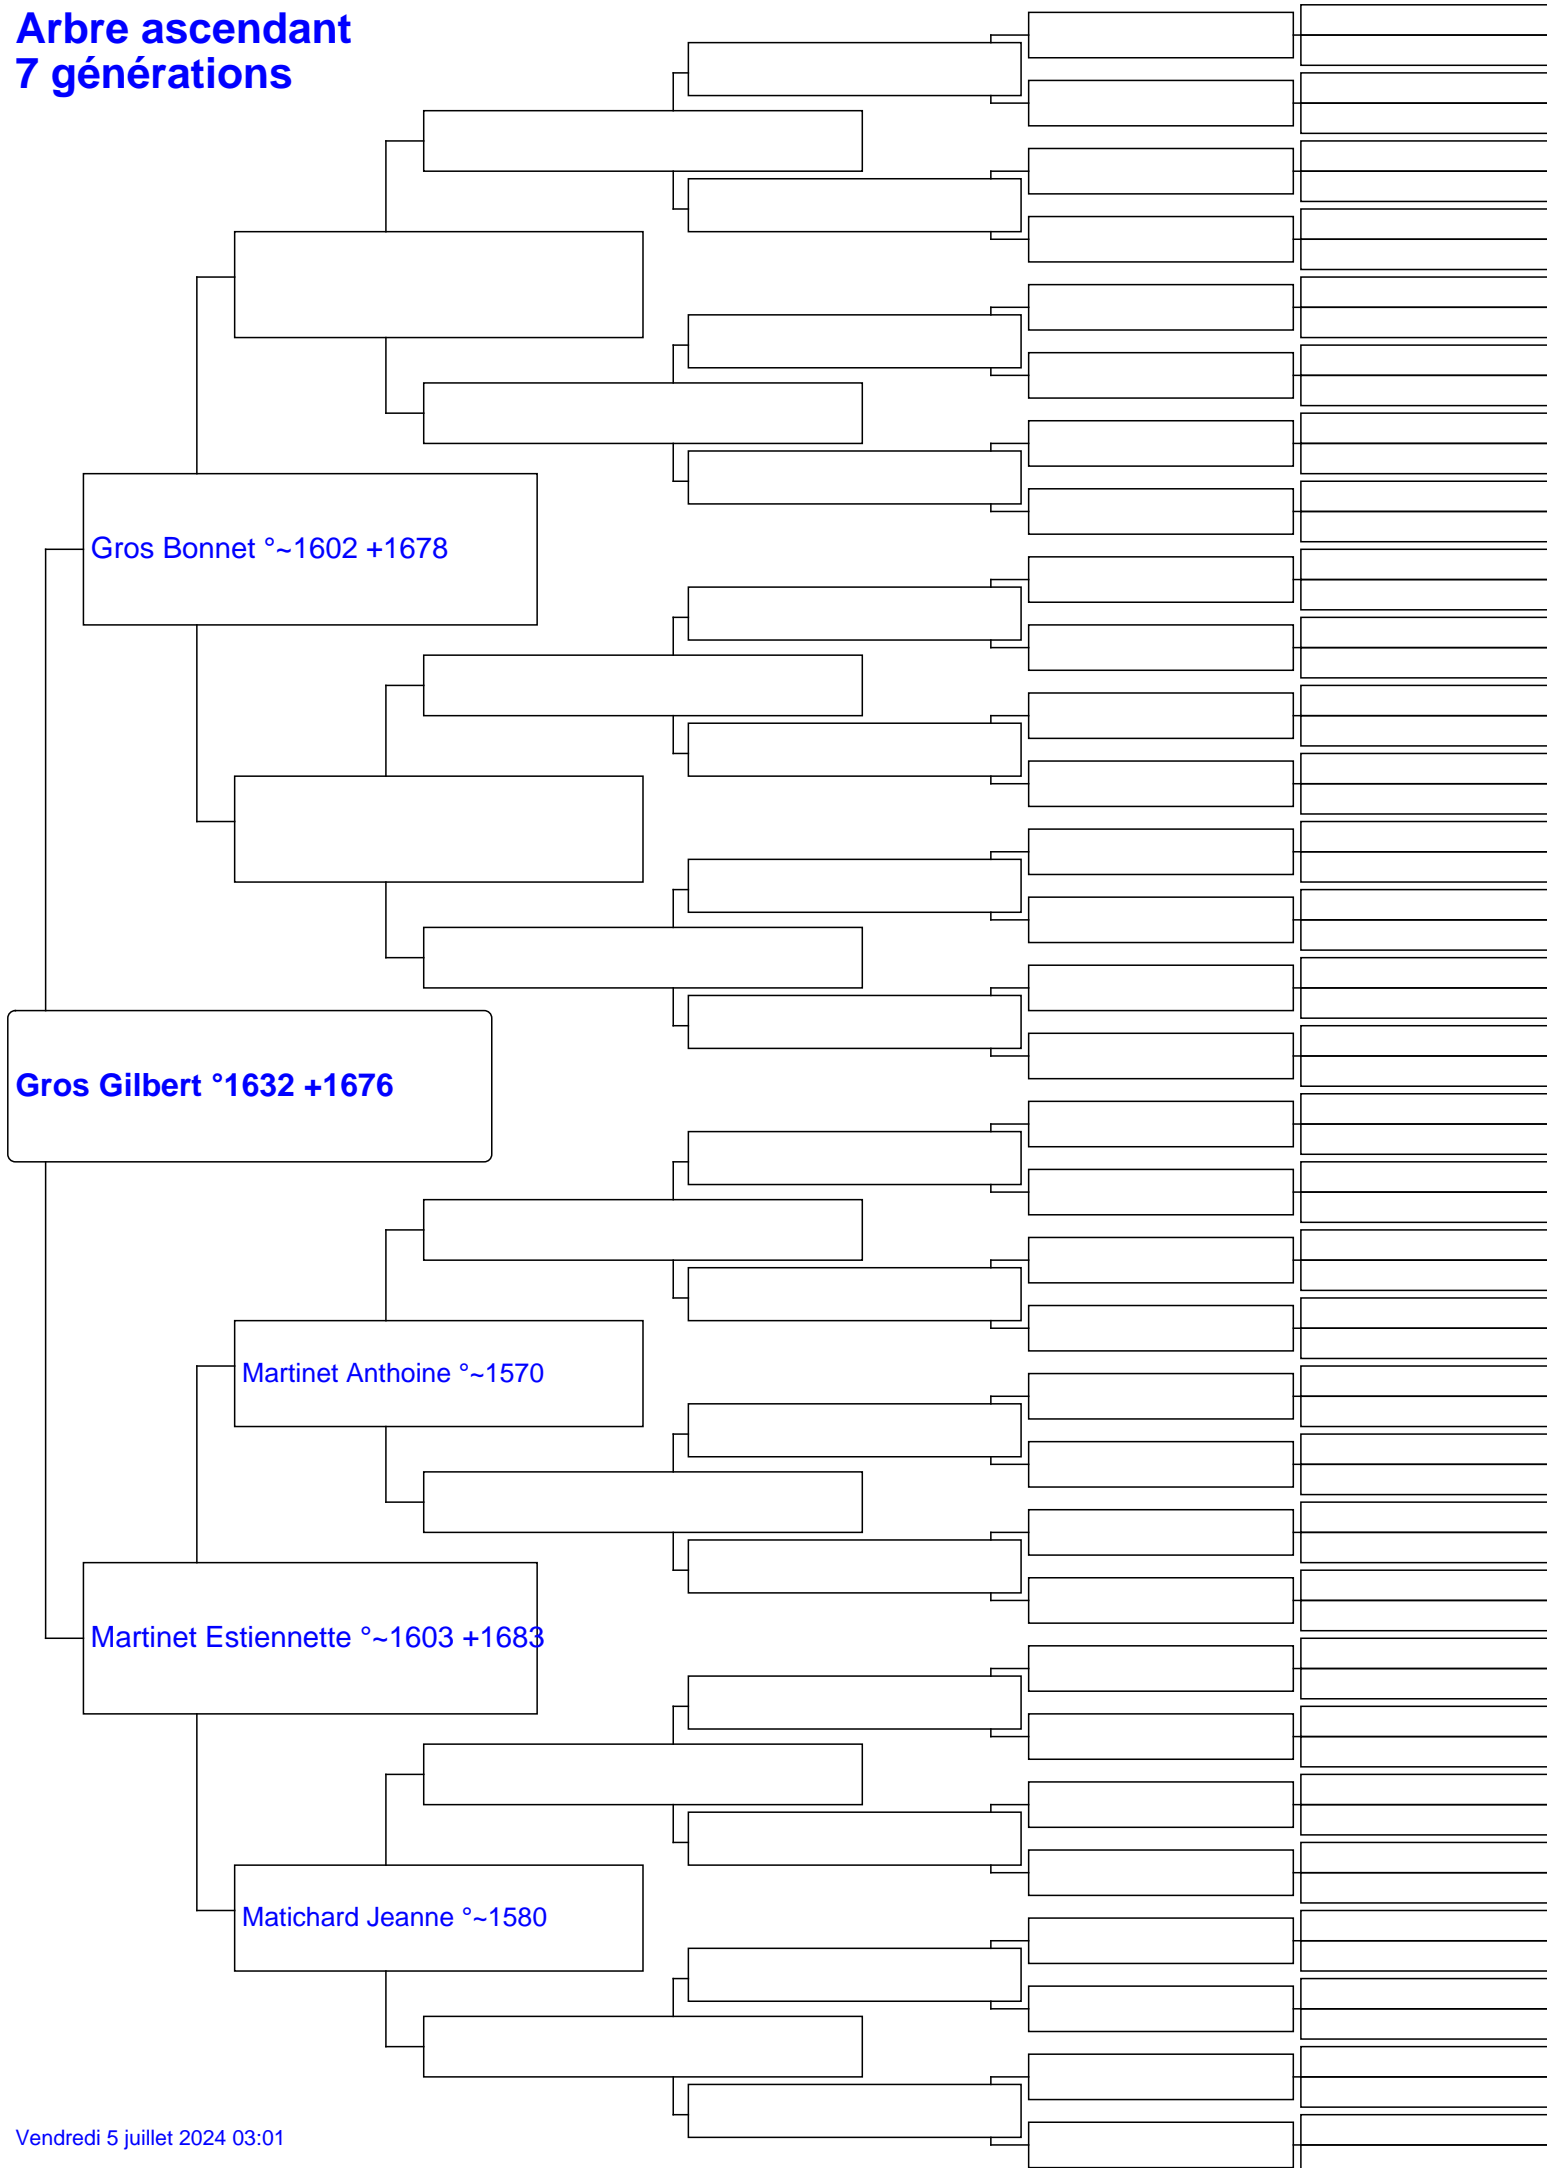 Arbre ascendant
7 générations
Gros Bonnet °~1602 +1678
Gros Gilbert °1632 +1676
Martinet Anthoine °~1570
Martinet Estiennette °~1603 +1683
Matichard Jeanne °~1580
Vendredi 5 juillet 2024 03:01